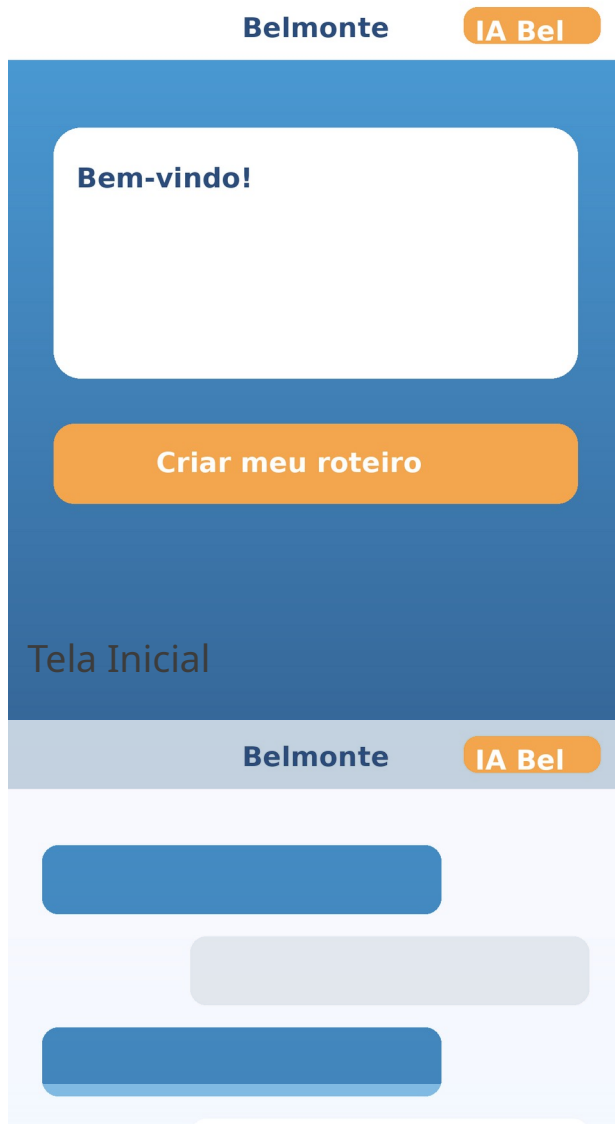 Belmonte
IA Bel
Bem-vindo!
Criar meu roteiro
Tela Inicial
Belmonte
IA Bel